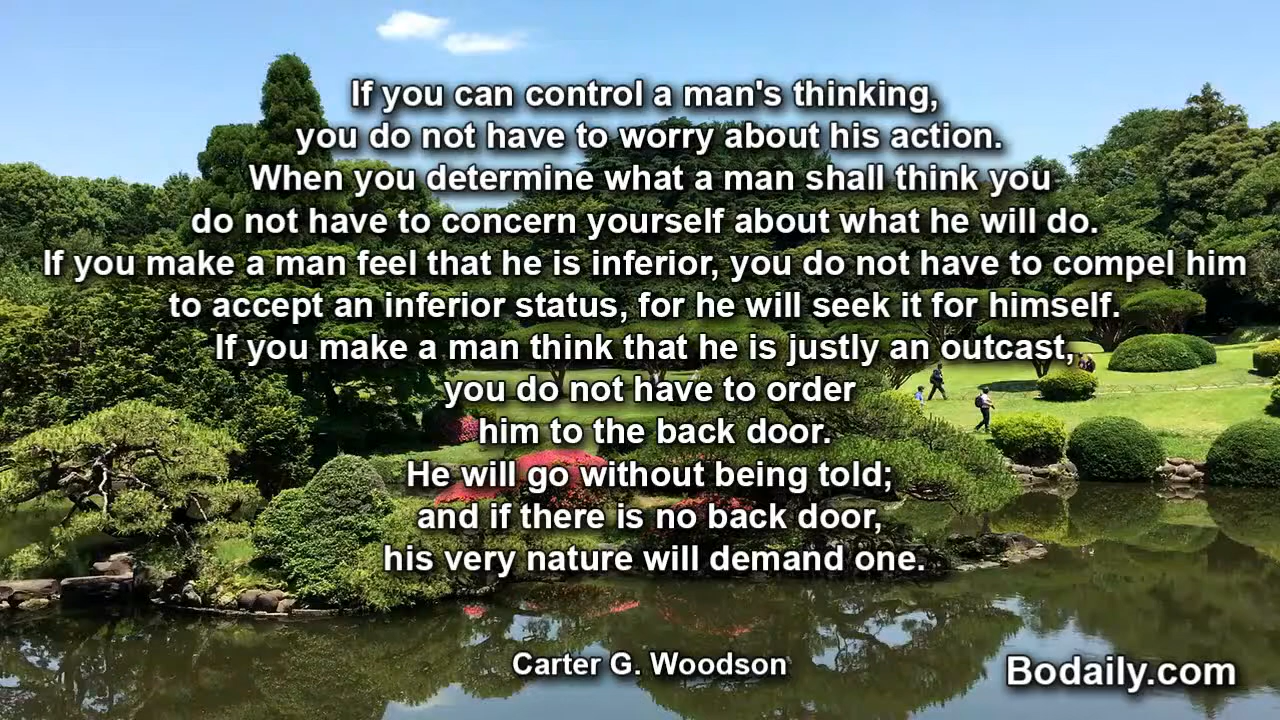 If you can control a man's thinking,
you do not have to worry about his action.
When you determine what a man shall think you
do not have to concern yourself about what he will do.
If you make a man feel that he is inferior, you do not have to compel him
to accept an inferior status, for he will seek it for himself.
If you make a man think that he is justly an outcast,
you do not have to order
him to the back door.
He will go without being told;
and if there is no back door,
his very nature will demand one.
Carter G. Woodson
Bodaily.com